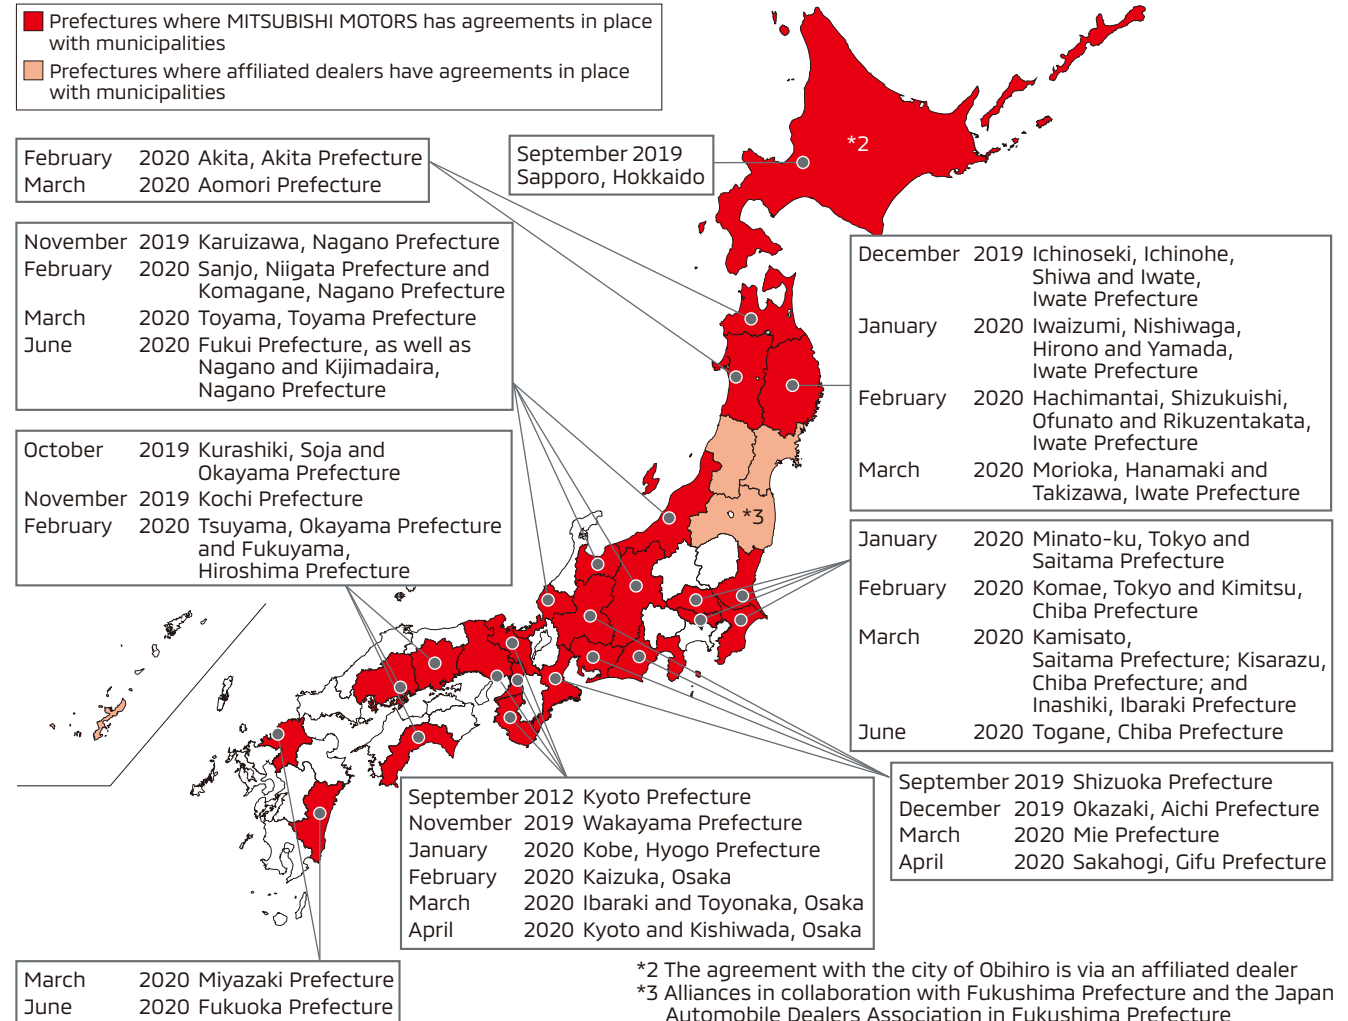 Prefectures where MITSUBISHI MOTORS has agreements in place
with municipalities
Prefectures where affiliated dealers have agreements in place
with municipalities
February 2020 Akita, Akita Prefecture
March 2020 Aomori Prefecture
September 2019
Sapporo, Hokkaido
*2
November 2019 Karuizawa, Nagano Prefecture
February 2020 Sanjo, Niigata Prefecture and
Komagane, Nagano Prefecture
March 2020 Toyama, Toyama Prefecture
June 2020 Fukui Prefecture, as well as
Nagano and Kijimadaira,
Nagano Prefecture
December 2019 Ichinoseki, Ichinohe,
Shiwa and Iwate,
Iwate Prefecture
January 2020 Iwaizumi, Nishiwaga,
Hirono and Yamada,
Iwate Prefecture
February 2020 Hachimantai, Shizukuishi,
Ofunato and Rikuzentakata,
Iwate Prefecture
March 2020 Morioka, Hanamaki and
Takizawa, Iwate Prefecture
October 2019 Kurashiki, Soja and
Okayama Prefecture
November 2019 Kochi Prefecture
February 2020 Tsuyama, Okayama Prefecture
and Fukuyama,
Hiroshima Prefecture
*3
January 2020 Minato-ku, Tokyo and
Saitama Prefecture
February 2020 Komae, Tokyo and Kimitsu,
Chiba Prefecture
March 2020 Kamisato,
Saitama Prefecture; Kisarazu,
Chiba Prefecture; and
Inashiki, Ibaraki Prefecture
June 2020 Togane, Chiba Prefecture
September 2019 Shizuoka Prefecture
December 2019 Okazaki, Aichi Prefecture
March 2020 Mie Prefecture
April 2020 Sakahogi, Gifu Prefecture
September 2012 Kyoto Prefecture
November 2019 Wakayama Prefecture
January 2020 Kobe, Hyogo Prefecture
February 2020 Kaizuka, Osaka
March 2020 Ibaraki and Toyonaka, Osaka
April 2020 Kyoto and Kishiwada, Osaka
March 2020 Miyazaki Prefecture
June 2020 Fukuoka Prefecture
*2 The agreement with the city of Obihiro is via an affiliated dealer
*3 Alliances in collaboration with Fukushima Prefecture and the Japan
Automobile Dealers Association in Fukushima Prefecture